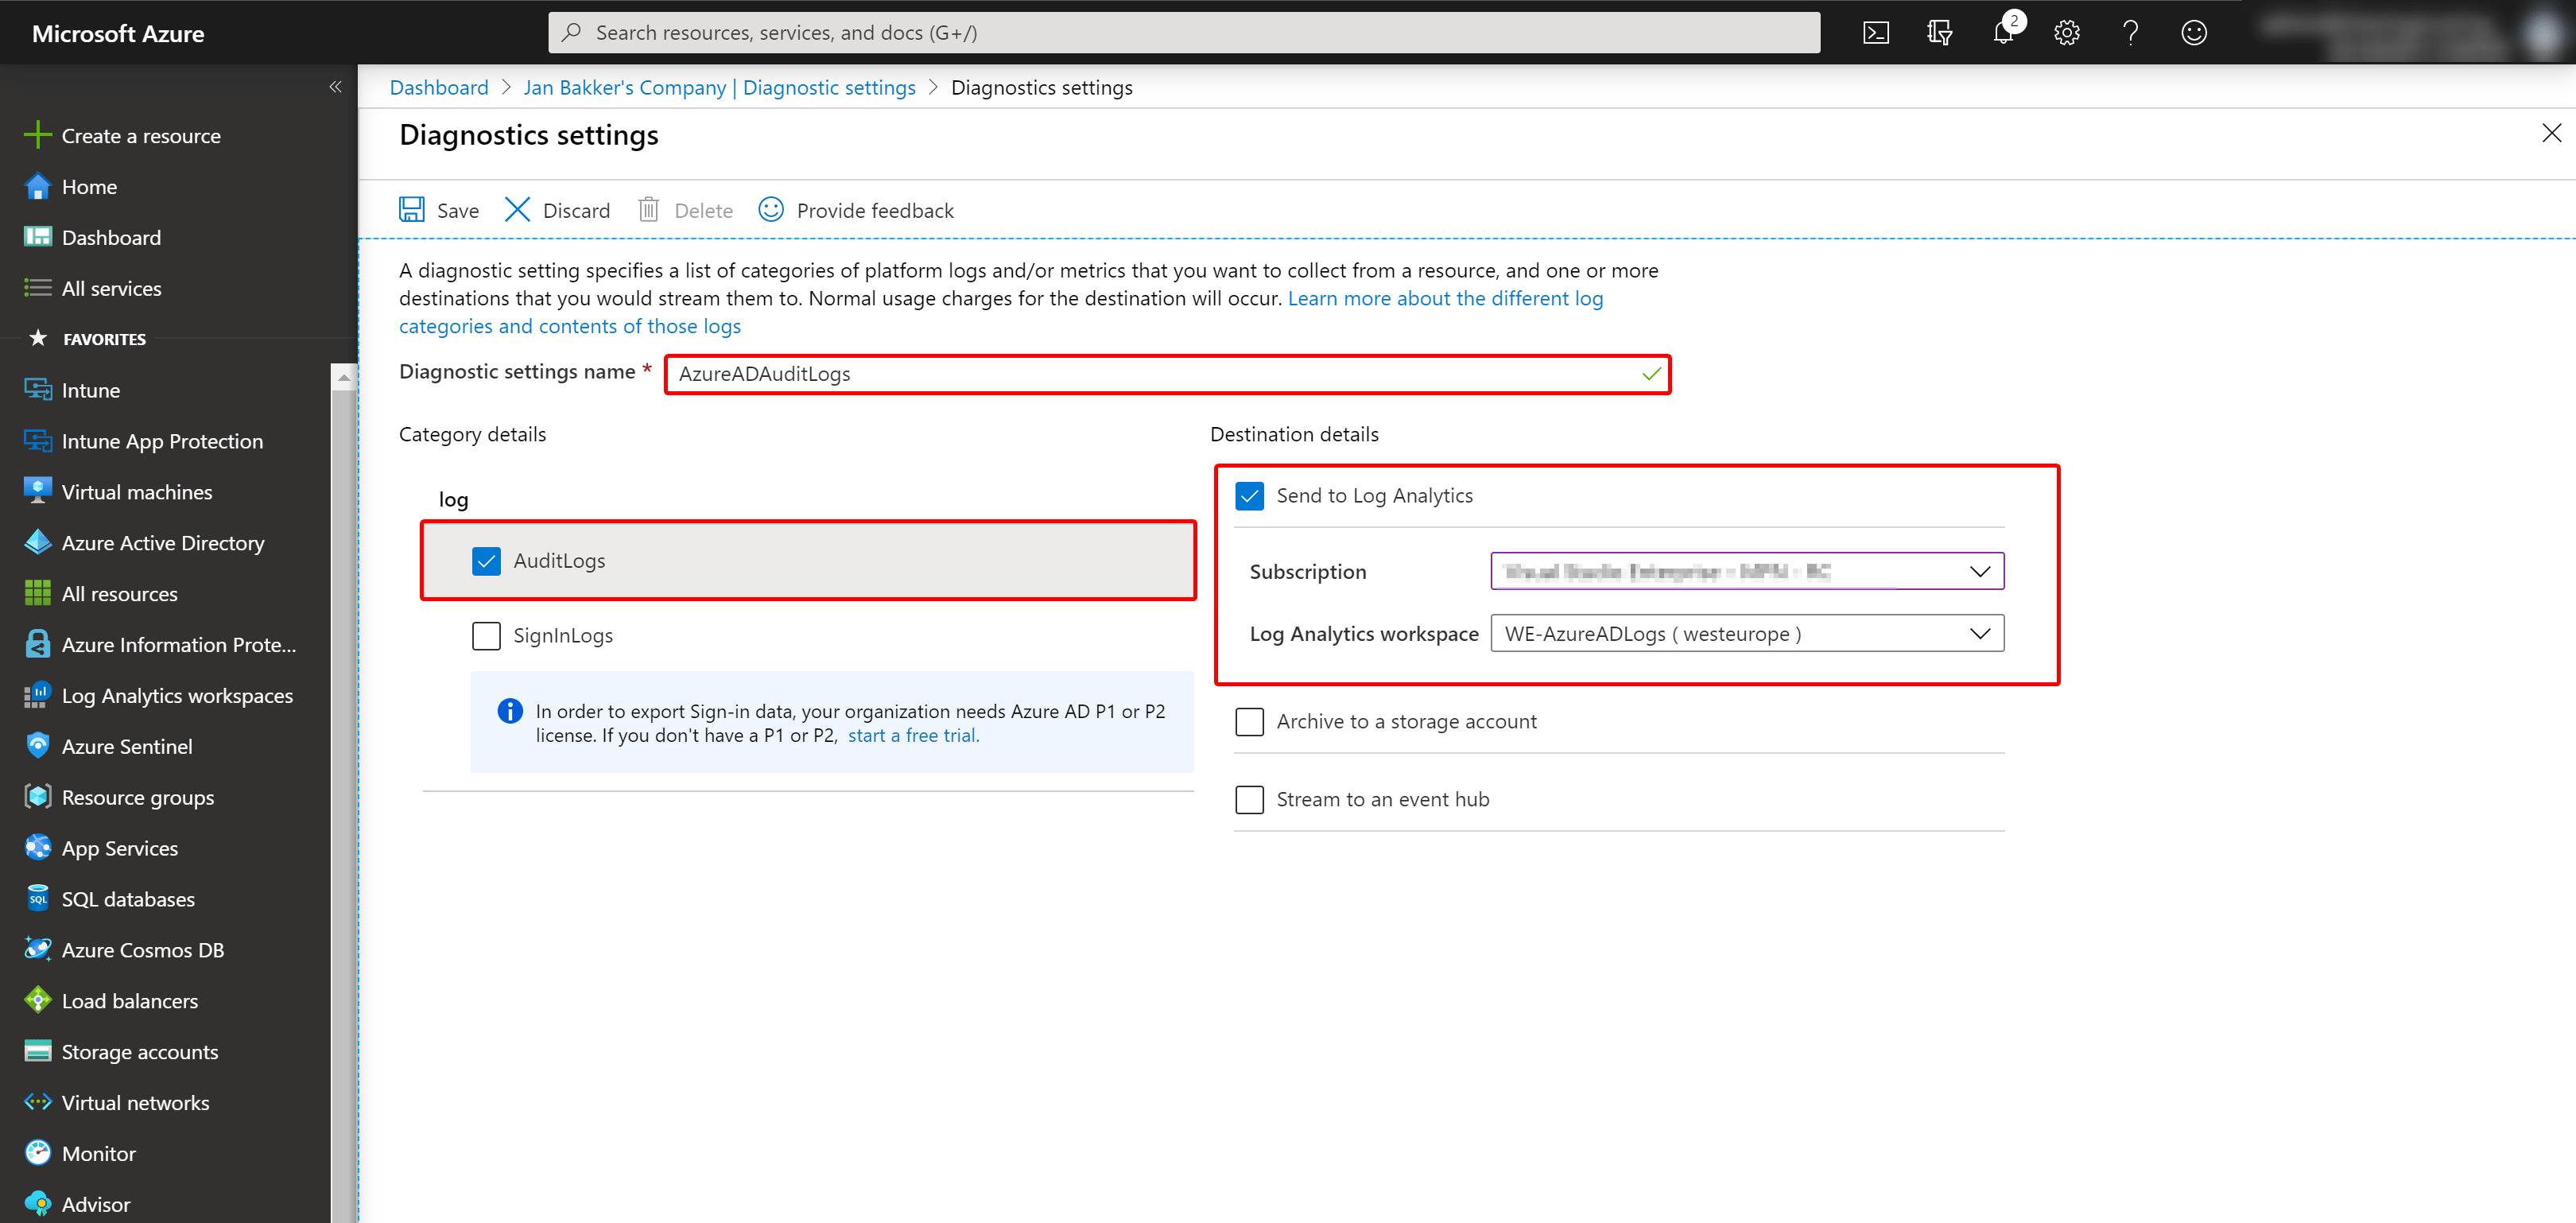 Microsoft Azure
Search resources, services, and docs (G+/)
2
«
Dashboard > Jan Bakker's Company | Diagnostic settings > Diagnostics settings
Diagnostics settings
Save
Discard
Delete
Provide feedback
Create a resource
Home
Dashboard
All services
FAVORITES
Intune
Intune App Protection
Virtual machines
Azure Active Directory
All resources
Azure Information Prote...
Log Analytics workspaces
Azure Sentinel
Resource groups
App Services
SQL databases
Azure Cosmos DB
Load balancers
Storage accounts
Virtual networks
Monitor
Advisor
A diagnostic setting specifies a list of categories of platform logs and/or metrics that you want to collect from a resource, and one or more
destinations that you would stream them to. Normal usage charges for the destination will occur. Learn more about the different log
categories and contents of those logs
Diagnostic settings name * AzureADAuditLogs
Category details
log
AuditLogs
SignInLogs
In order to export Sign-in data, your organization needs Azure AD P1 or P2
license. If you don't have a P1 or P2, start a free trial.
Destination details
Send to Log Analytics
Subscription
Log Analytics workspace WE-AzureADLogs ( westeurope )
Archive to a storage account
Stream to an event hub